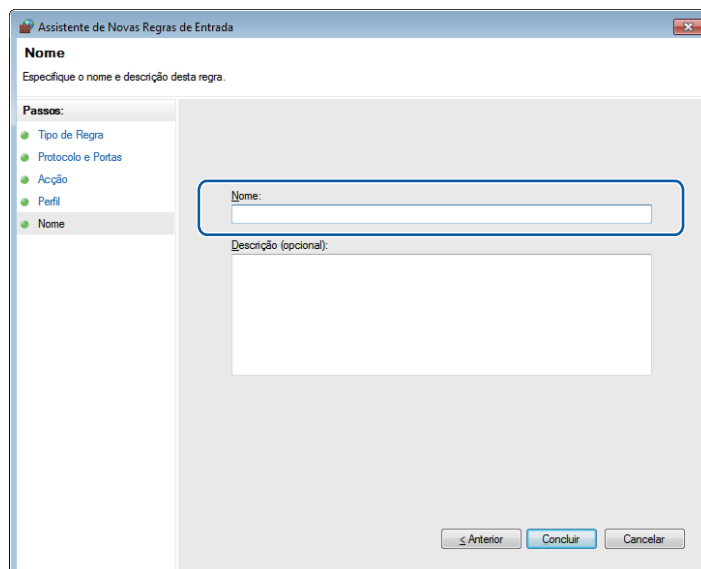 Assistente de Novas Regras de Entrada
Nome
Especifique o nome e descrição desta regra.
Passos:
Tipo de Regra
Protocolo e Portas
Acção
Perfil
Nome
Nome:
Descrição (opcional):
< Anterior
Concluir
Cancelar